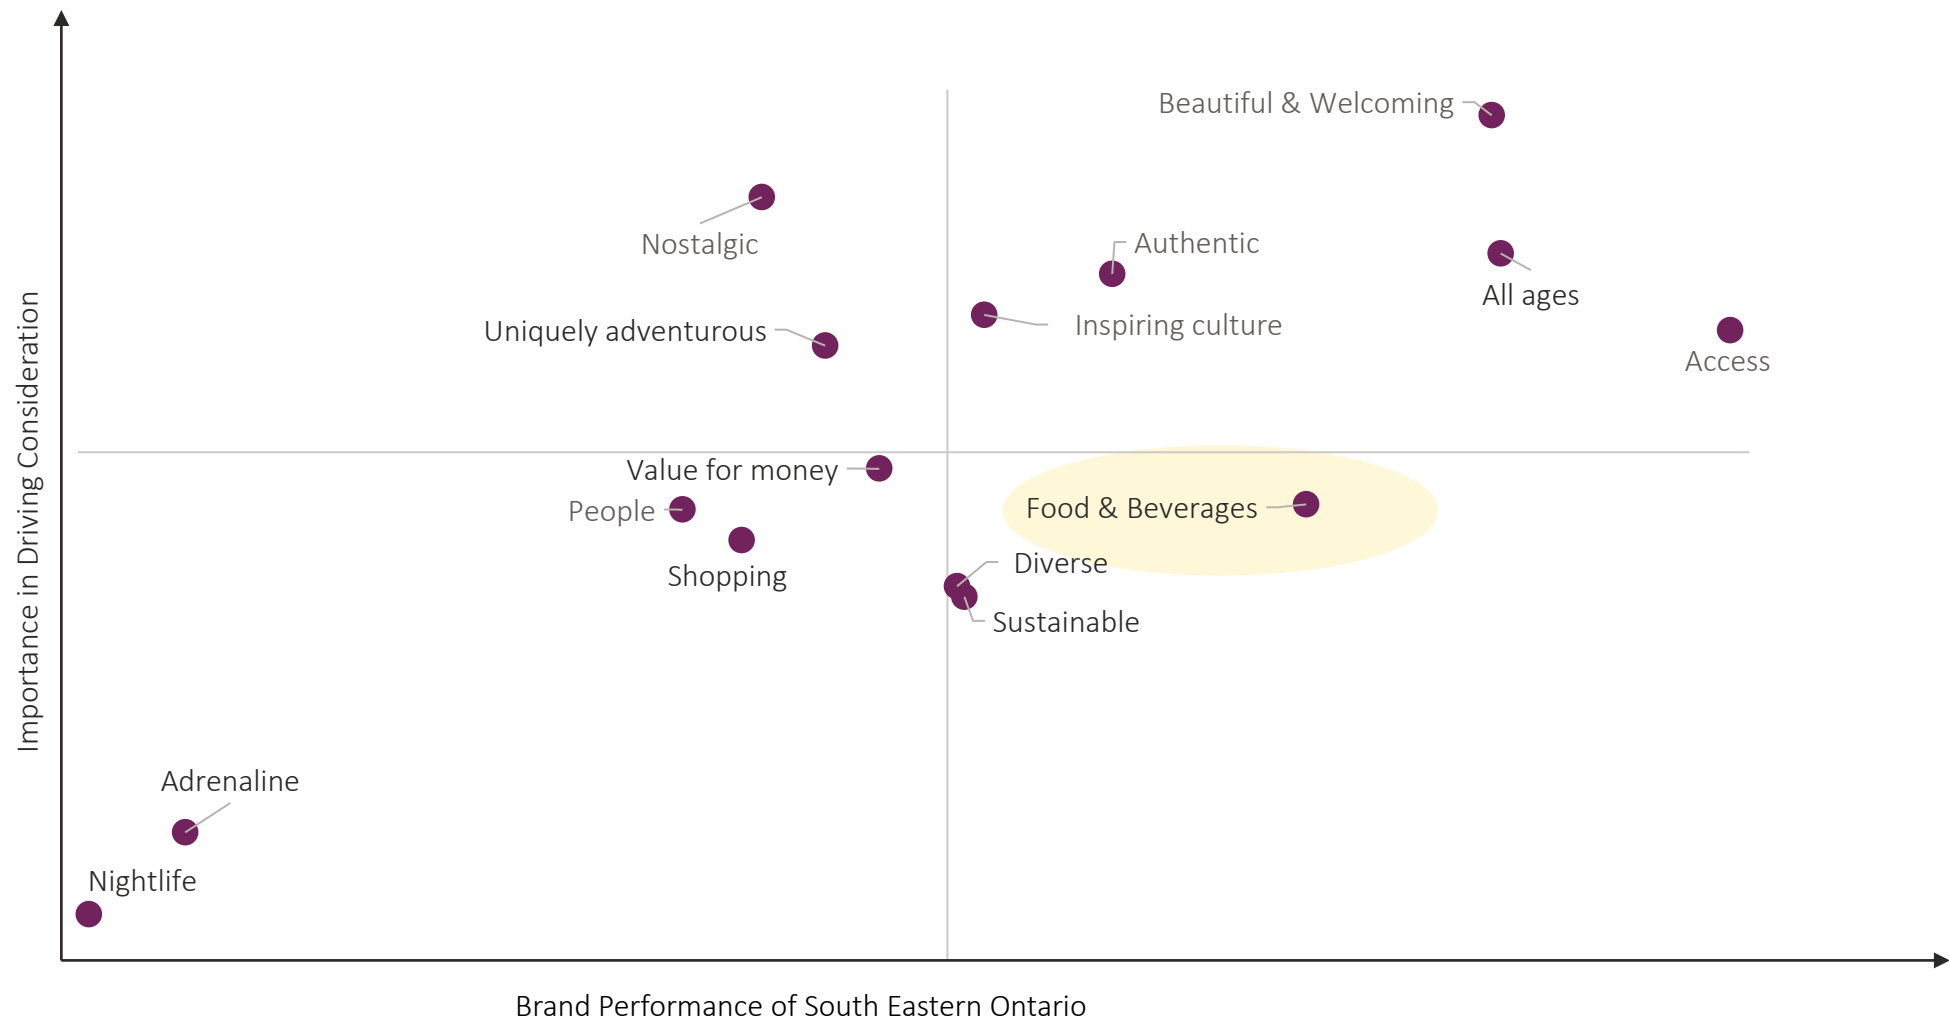 Beautiful & Welcoming
Nostalgic
Authentic
All ages
Uniquely adventurous
Inspiring culture
Access
Value for money
People
Food & Beverages
Shopping
Diverse
Sustainable
Adrenaline
Nightlife
Importance in Driving Consideration
Brand Performance of South Eastern Ontario